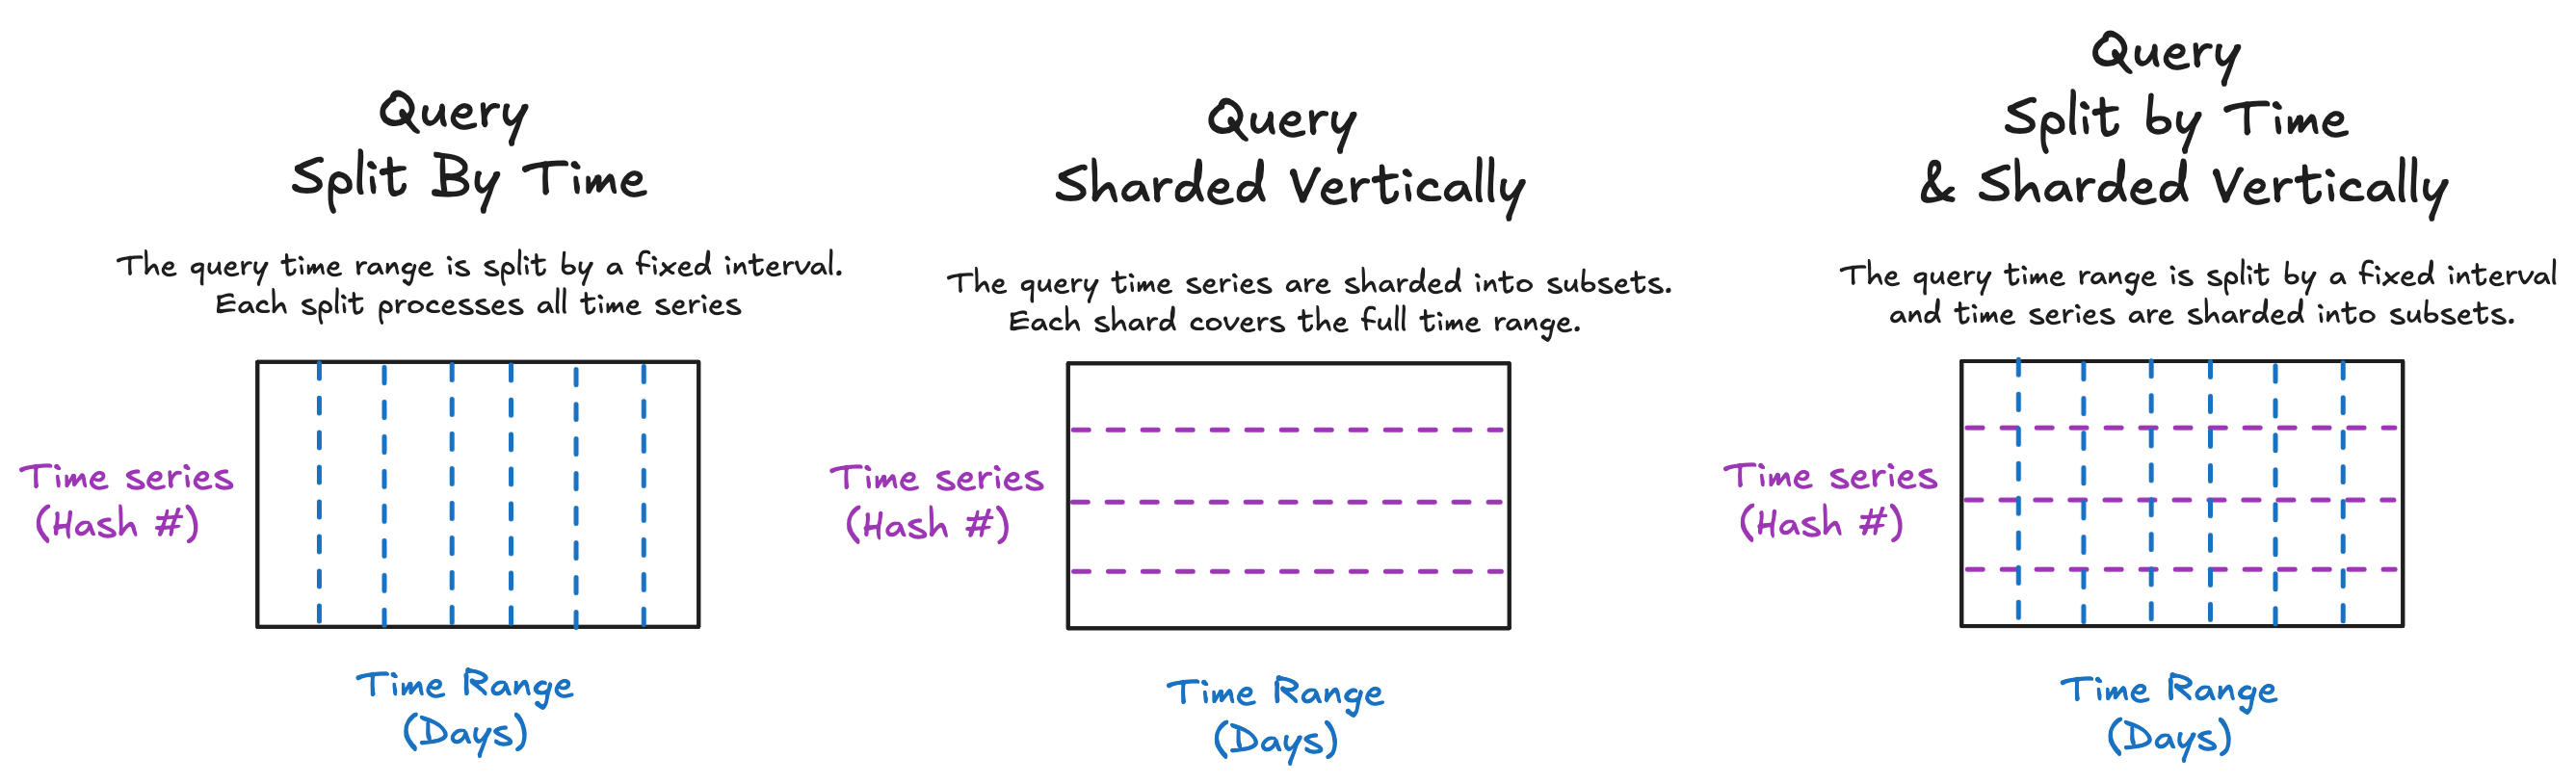 Query
Split By Time
The query time range is split by a fixed interval.
Each split processes all time series
Time series
(Hash #)
Time Range
(Days)
Query
Sharded Vertically
The query time series are sharded into subsets.
Each shard covers the full time range.
Time series
(Hash #)
Time Range
(Days)
Query
Split by Time
& Sharded Vertically
The query time range is split by a fixed interval
and time series are sharded into subsets.
Time series
(Hash #)
Time Range
(Days)